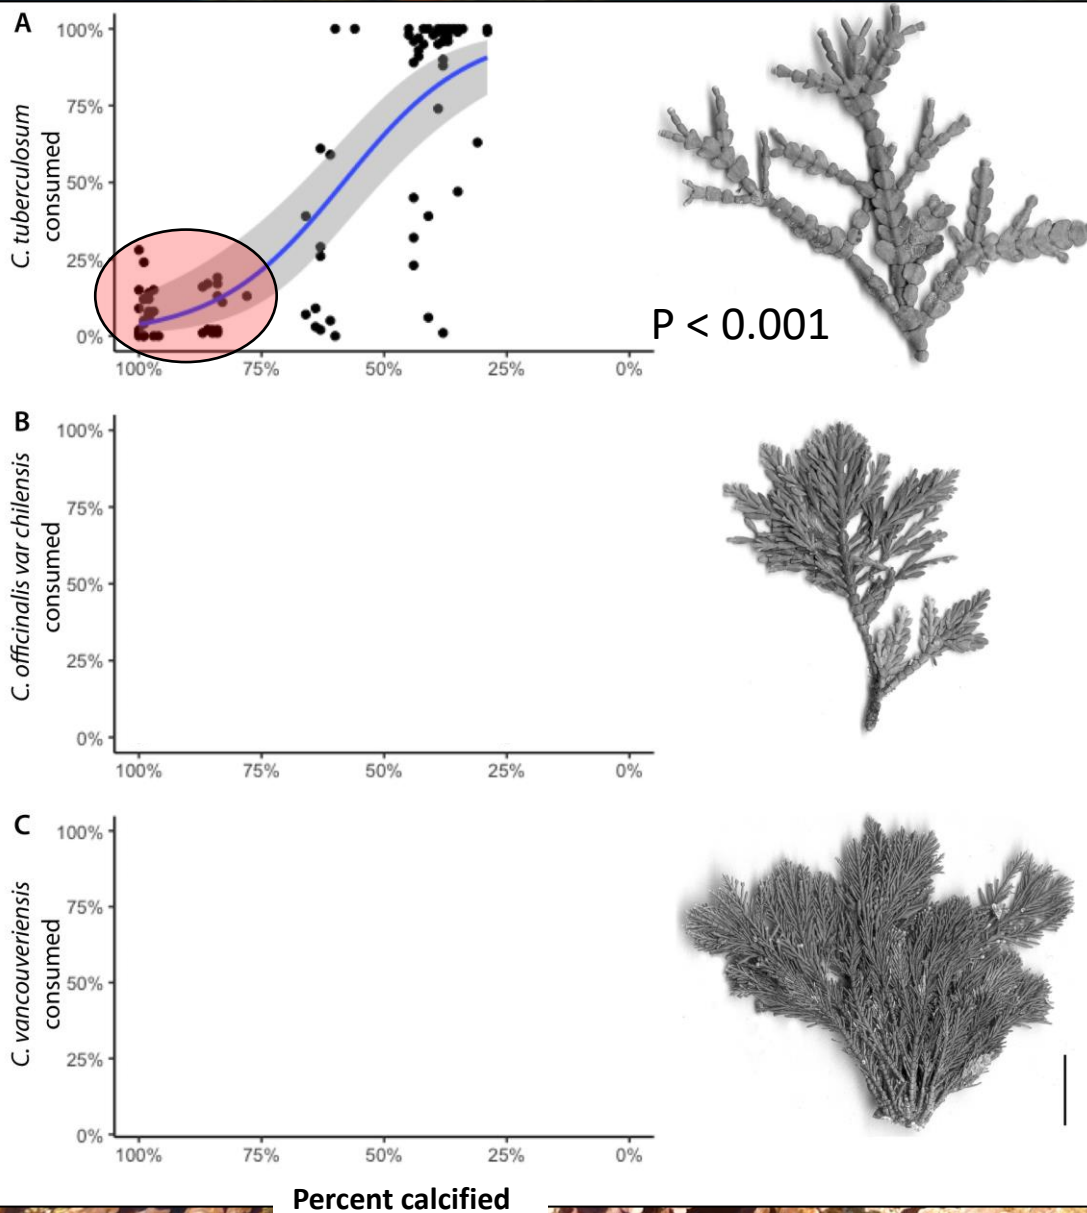 A
100%
75%
50%
25%
0%
C. tuberculosum
consumed
100% 75% 50% 25% 0%
P < 0.001
B
100%
75%
50%
25%
0%
C. officinalis var chilensis
consumed
100% 75% 50% 25% 0%
C
100%
75%
50%
25%
0%
C. vancouveriensis
consumed
100% 75% 50% 25% 0%
Percent calcified